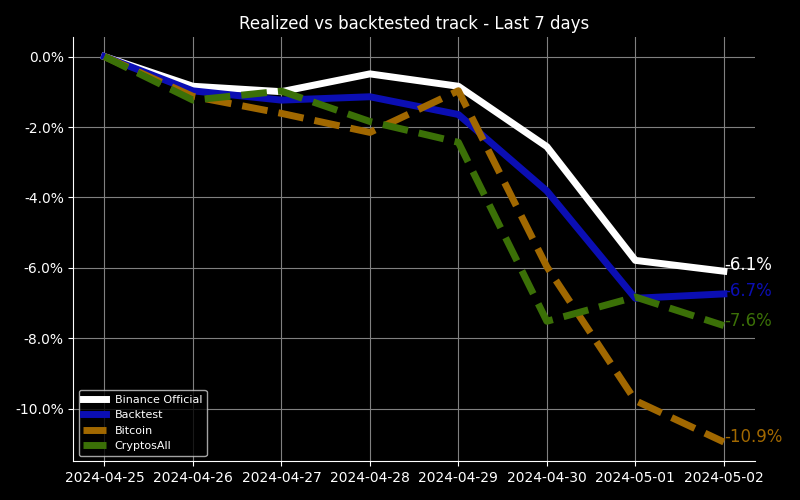 Realized vs backtested track - Last 7 days
0.0%
-2.0%
-4.0%
-6.0%
-8.0%
-10.0%
-6.1%
-6.7%
-7.6%
-10.9%
Binance Official
Backtest
Bitcoin
CryptosAll
2024-04-25 2024-04-26 2024-04-27 2024-04-28 2024-04-29 2024-04-30 2024-05-01 2024-05-02